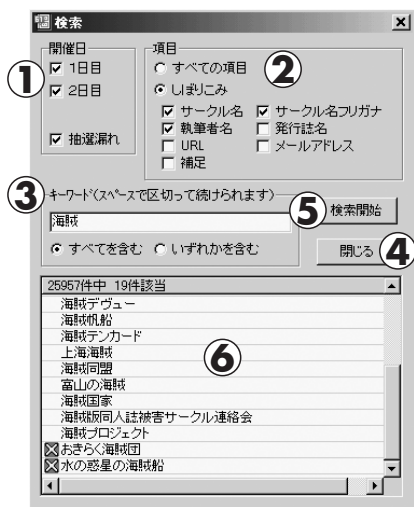 検索
開催日
1日目
2日目
抽選漏れ
①
項目
すべての項目
しぼりこみ
サークル名
サークル名フリガナ
執筆者名
発行誌名
URL
メールアドレス
補足
②
③
キーワード(スペースで区切って続けられます)
海賊
すべてを含む
いずれかを含む
⑤
検索開始
閉じる
④
25957件中 19件該当
海賊デヴュー
海賊帆船
海賊テンカード
上海海賊
海賊同盟
富山の海賊
海賊国家
海賊版同人誌被害サークル連絡会
海賊プロジェクト
おきらく海賊団
水の惑星の海賊船
⑥